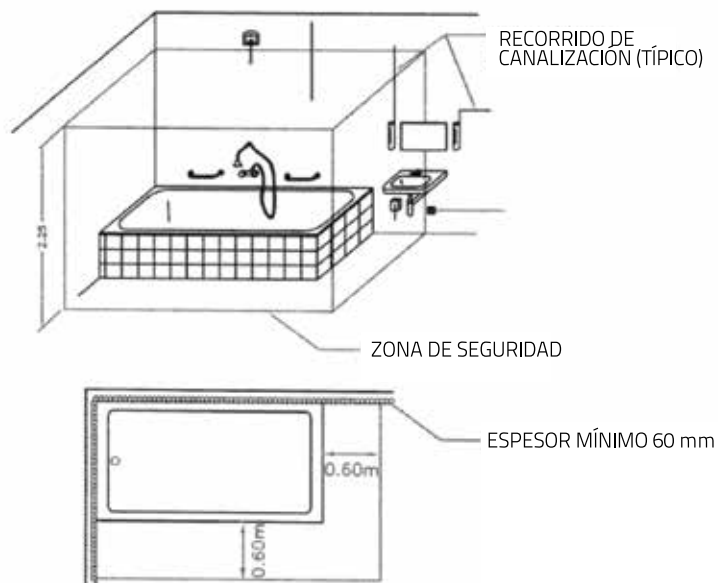 RECORRIDO DE
CANALIZACIÓN (TÍPICO)
2.25
ZONA DE SEGURIDAD
ESPESOR MÍNIMO 60 mm
0.60m
0.60m